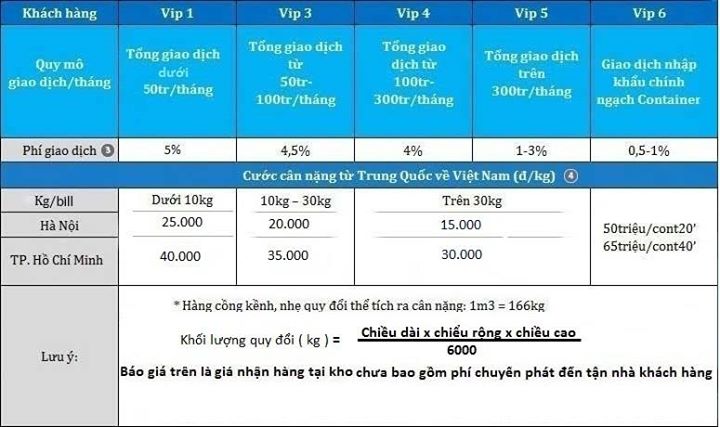 Khách hàng Vip 1 Vip 3 Vip 4 Vip 5 Vip 6
Quy mô
giao dịch/tháng
Tổng giao dịch
dưới
50tr/tháng
Tổng giao dịch
từ
50tr-
100tr/tháng
Tổng giao
dịch từ
100tr-
300tr/tháng
Tổng giao dịch
trên
300tr/tháng
Giao dịch nhập
khẩu chính
ngạch Container
Phí giao dịch 3 5% 4,5% 4% 1-3% 0,5-1%
Cước cân nặng từ Trung Quốc về Việt Nam (đ/kg) 4
Kg/bill Dưới 10kg 10kg – 30kg Trên 30kg
Hà Nội 25.000 20.000 15.000
TP. Hồ Chí Minh 40.000 35.000 30.000
50triệu/cont20'
65triệu/cont40'
Lưu ý:
* Hàng cồng kềnh, nhẹ quy đổi thể tích ra cân nặng: 1m3 = 166kg
Khối lượng quy đổi ( kg ) = Chiều dài x chiểu rộng x chiều cao
6000
Báo giá trên là giá nhận hàng tại kho chưa bao gồm phí chuyên phát đến tận nhà khách hàng